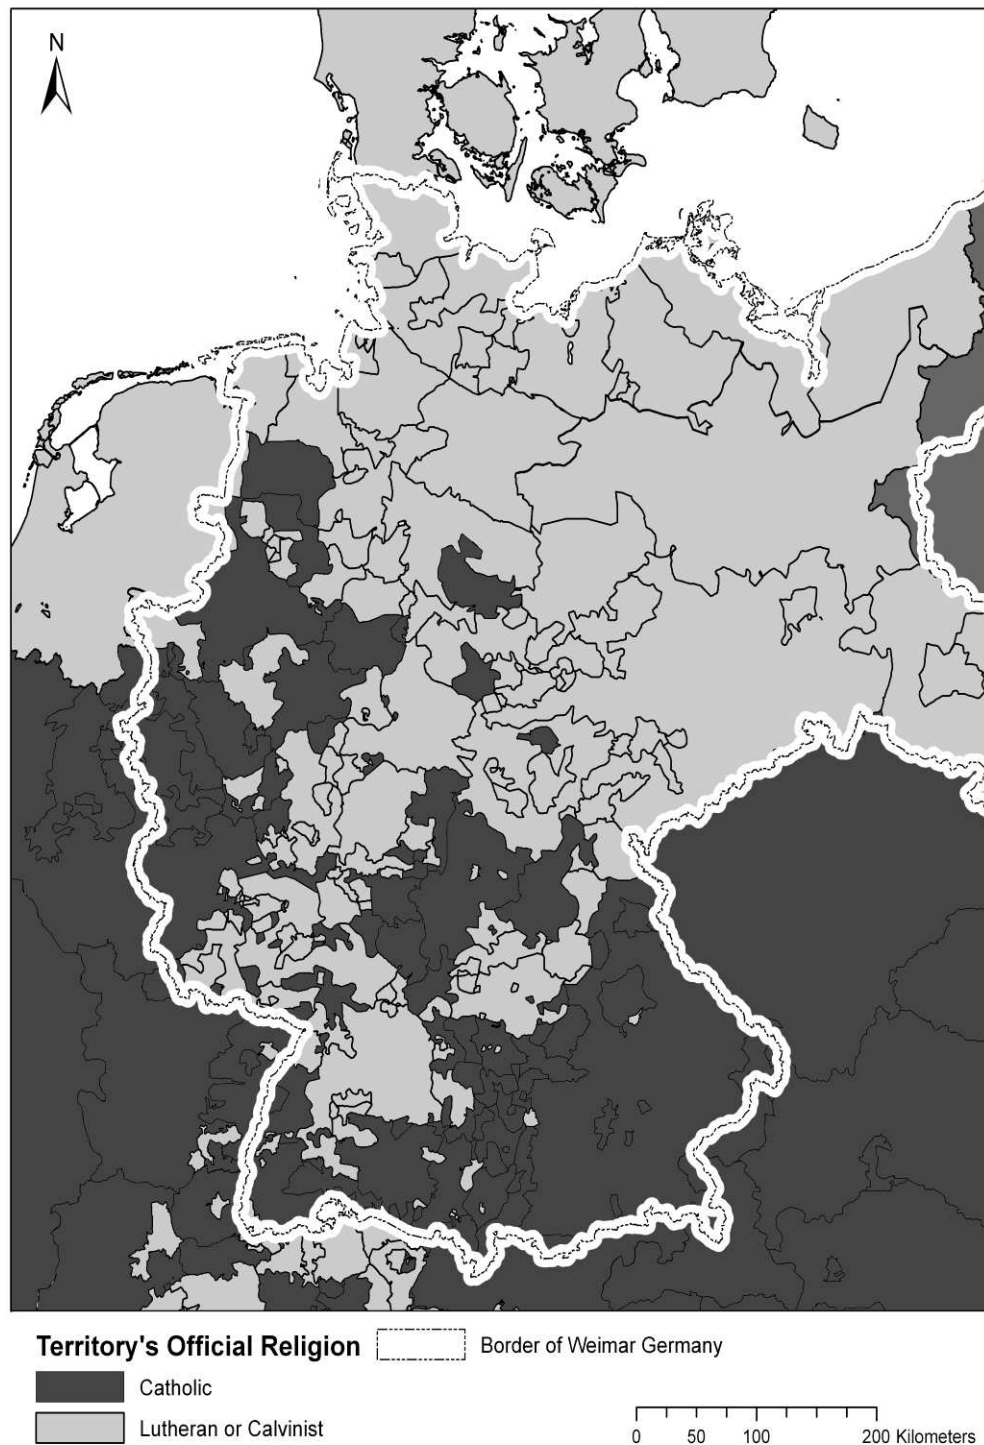 N
Territory's Official Religion
Border of Weimar Germany
Catholic
Lutheran or Calvinist
0 50 100 200 Kilometers